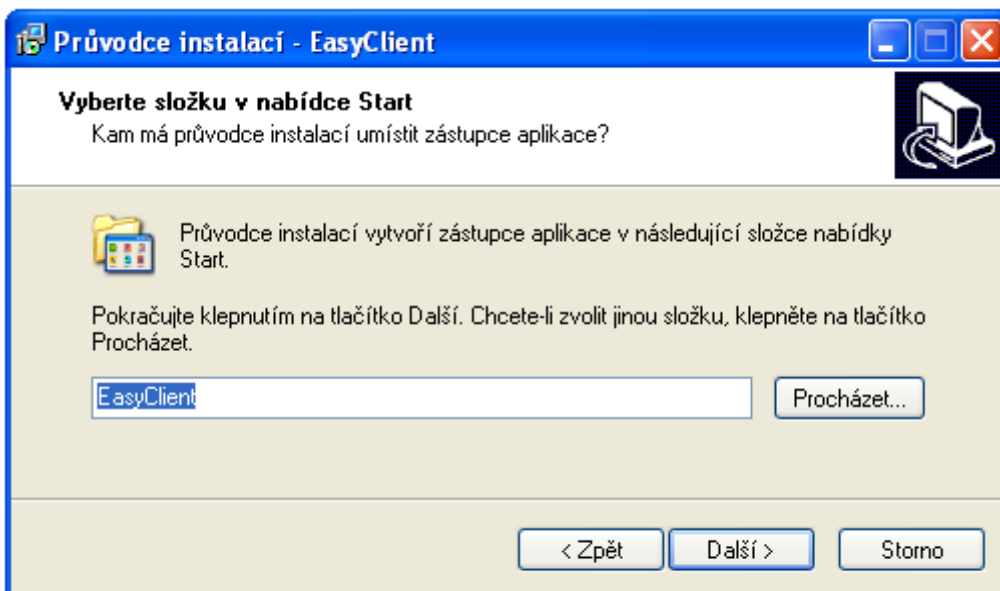 Průvodce instalací - EasyClient
Vyberte složku v nabídce Start
Kam má průvodce instalací umístit zástupce aplikace?
Průvodce instalací vytvoří zástupce aplikace v následující složce nabídky
Start.
Pokračujte klepnutím na tlačítko Další. Chcete-li zvolit jinou složku, klepněte na tlačítko
Procházet.
EasyClient
Procházet...
< Zpět
Další >
Storno